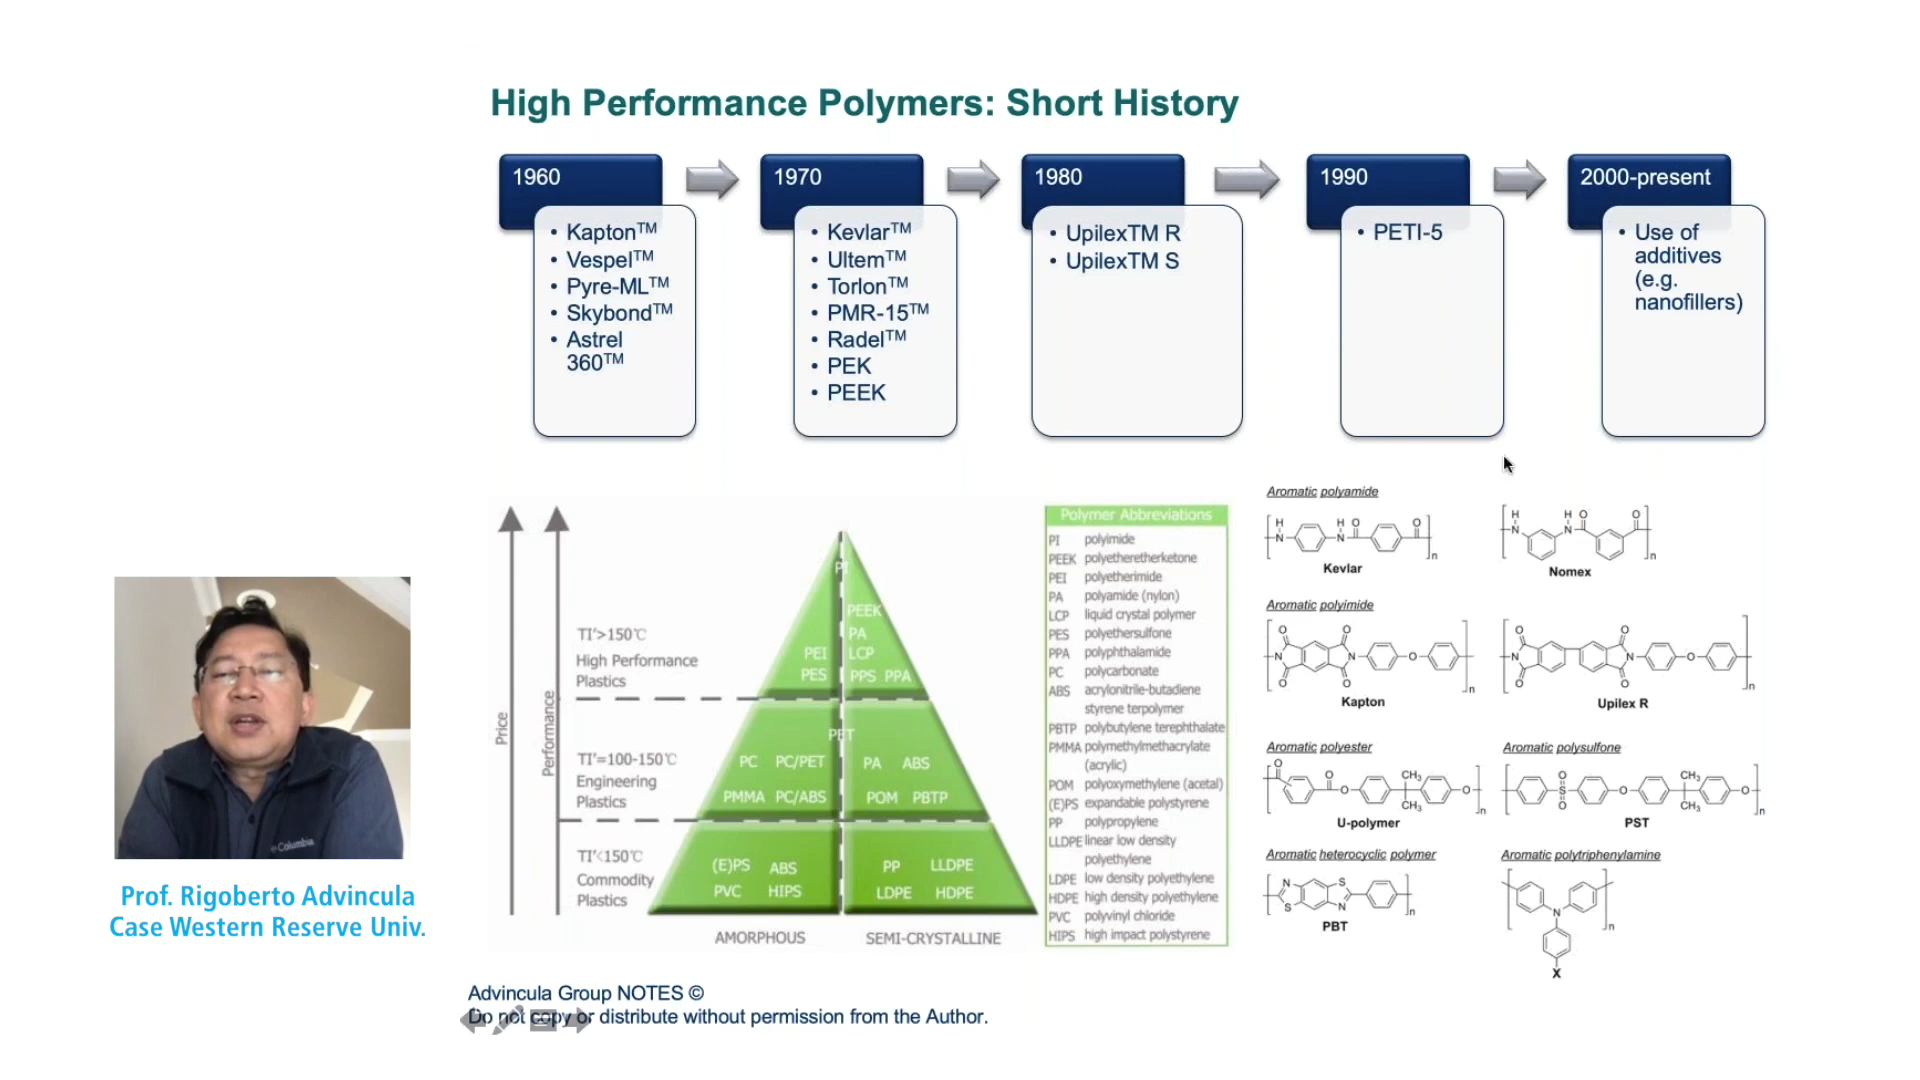 High Performance Polymers: Short History
1960
Kapton™
Vespel™
Pyre-ML™
Skybond™
Astrel
360™
1970
Kevlar™
Ultem™
Torlon™
PMR-15™
Radel™
PEK
PEEK
1980
UpilexTM R
UpilexTM S
1990
PETI-5
2000-present
Use of
additives
(e.g.
nanofillers)
Price
Performance
TI'>150℃
High Performance
Plastics
TI'=100-150℃
Engineering
Plastics
TI'<150℃
Commodity
Plastics
PI
PEEK
PA
PEI LCP
PES PPS PPA
PET
PC PC/PET PA ABS
PMMA PC/ABS POM PBTP
(E)PS ABS PP LLDPE
PVC HIPS LDPE HDPE
AMORPHOUS SEMI-CRYSTALLINE
Polymer Abbreviations
PI polyimide
PEEK polyetheretherketone
PEI polyetherimide
PA polyamide (nylon)
LCP liquid crystal polymer
PES polyethersulfone
PPA polyphthalamide
PC polycarbonate
ABS acrylonitrile-butadiene
styrene terpolymer
PBTP polybutylene terephthalate
PMMA polymethylmethacrylate
(acrylic)
POM polyoxymethylene (acetal)
(E)PS expandable polystyrene
PP polypropylene
LLDPE linear low density
polyethylene
LDPE low density polyethylene
HDPE high density polyethylene
PVC polyvinyl chloride
HIPS high impact polystyrene
Aromatic polyamide
H N H N O O n
Kevlar
H N H N O O n
Nomex
Aromatic polyimide
O O N N O O O n
Kapton
O O N N O O O n
Upilex R
Aromatic polyester
O O O CH3 CH3 O n
U-polymer
Aromatic polysulfone
O S O O CH3 CH3 O n
PST
Aromatic heterocyclic polymer
N S S N n
PBT
Aromatic polytriphenylamine
N n
X
Columbia
Prof. Rigoberto Advincula
Case Western Reserve Univ.
Advincula Group NOTES ©
Do not copy or distribute without permission from the Author.